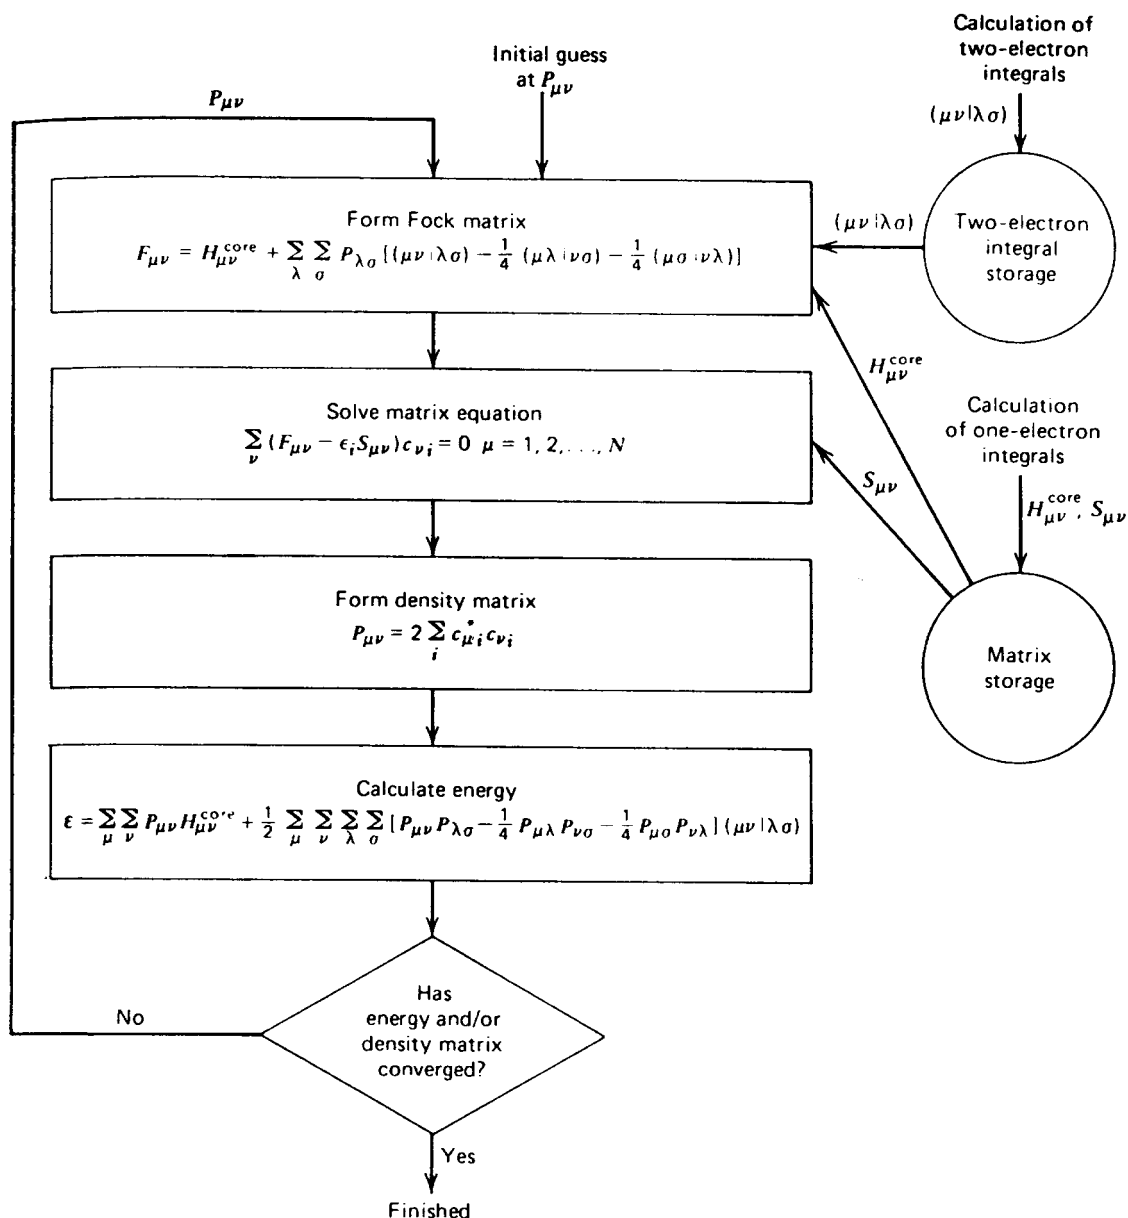 Calculation of
two-electron
integrals
Initial guess
at Pμν
Pμν
(μν|λσ)
Form Fock matrix
Fμν = Hμν^core + Σλ Σσ Pλσ [(μν|λσ) − 1/4 (μλ|νσ) − 1/4 (μσ|νλ)]
(μν|λσ)
Two-electron
integral
storage
Hμν^core
Solve matrix equation
Σν (Fμν − ϵi Sμν) cνi = 0 μ = 1, 2, . . ., N
Sμν
Calculation
of one-electron
integrals
Hμν^core, Sμν
Form density matrix
Pμν = 2 Σi c*μi cνi
Matrix
storage
Calculate energy
ε = Σμ Σν Pμν Hμν^core + 1/2 Σμ Σν Σλ Σσ [Pμν Pλσ − 1/4 Pμλ Pνσ − 1/4 Pμσ Pνλ] (μν|λσ)
Has
energy and/or
density matrix
converged?
No
Yes
Finished